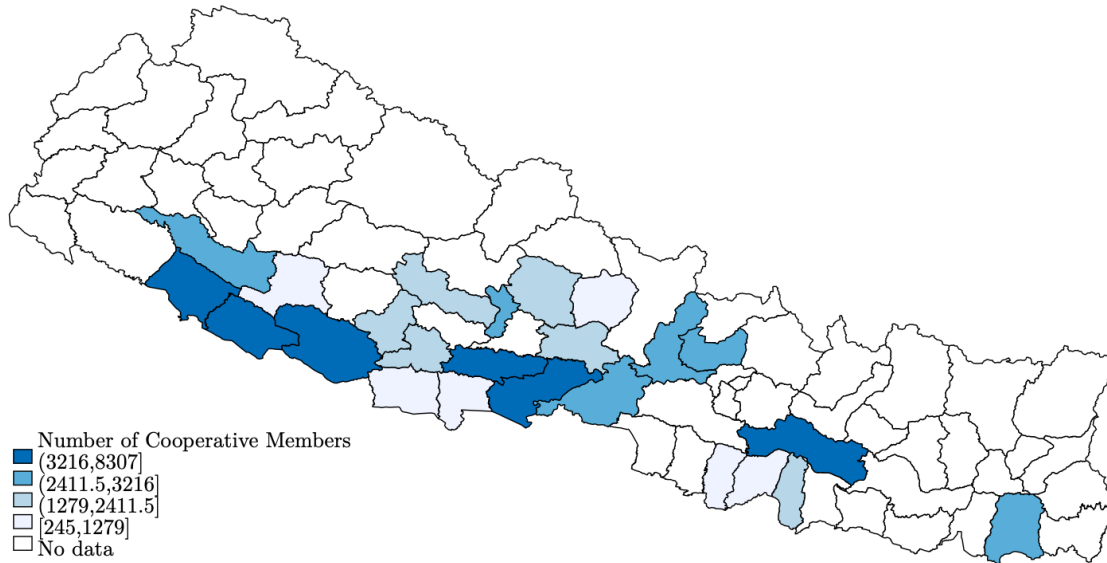 Number of Cooperative Members
(3216,8307]
(2411.5,3216]
(1279,2411.5]
[245,1279]
No data